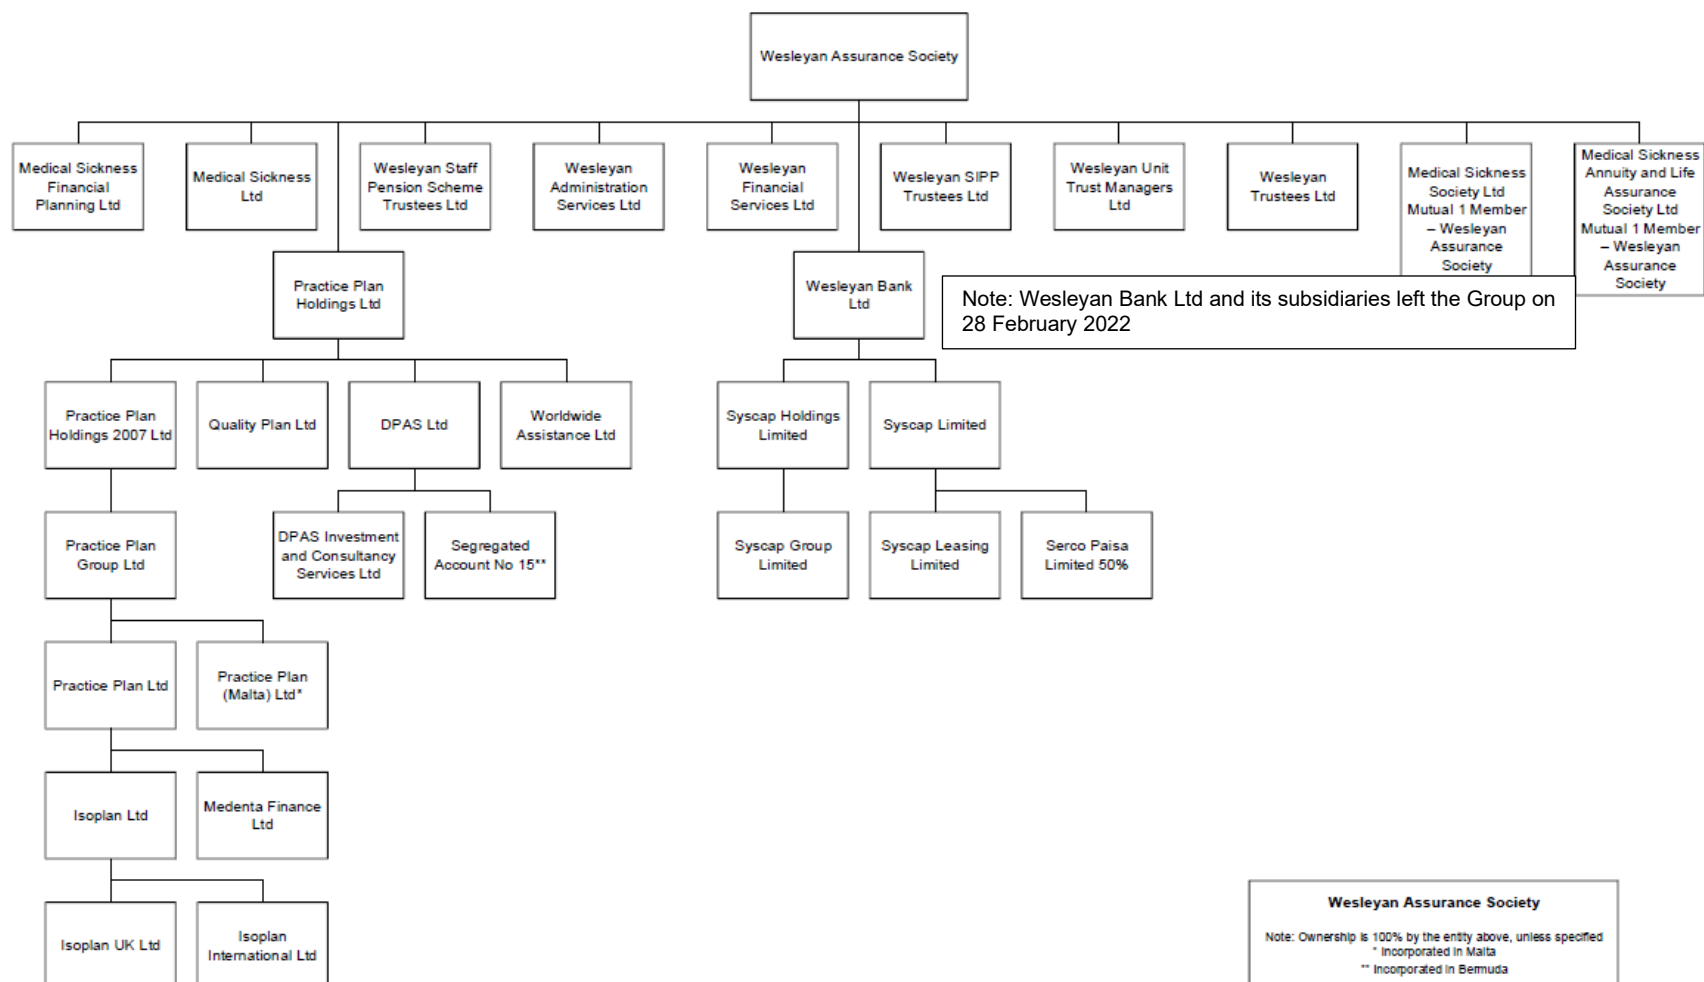 Wesleyan Assurance Society
Medical Sickness
Financial
Planning Ltd
Medical Sickness
Ltd
Wesleyan Staff
Pension Scheme
Trustees Ltd
Wesleyan
Administration
Services Ltd
Wesleyan
Financial
Services Ltd
Wesleyan SIPP
Trustees Ltd
Wesleyan Unit
Trust Managers
Ltd
Wesleyan
Trustees Ltd
Medical Sickness
Society Ltd
Mutual 1 Member
– Wesleyan
Assurance
Society
Medical Sickness
Annuity and Life
Assurance
Society Ltd
Mutual 1 Member
– Wesleyan
Assurance
Society
Practice Plan
Holdings Ltd
Wesleyan Bank
Ltd
Note: Wesleyan Bank Ltd and its subsidiaries left the Group on
28 February 2022
Practice Plan
Holdings 2007 Ltd
Quality Plan Ltd
DPAS Ltd
Worldwide
Assistance Ltd
Syscap Holdings
Limited
Syscap Limited
Practice Plan
Group Ltd
DPAS Investment
and Consultancy
Services Ltd
Segregated
Account No 15**
Syscap Group
Limited
Syscap Leasing
Limited
Serco Paisa
Limited 50%
Practice Plan Ltd
Practice Plan
(Malta) Ltd*
Isoplan Ltd
Medenta Finance
Ltd
Isoplan UK Ltd
Isoplan
International Ltd
Wesleyan Assurance Society
Note: Ownership is 100% by the entity above, unless specified
* Incorporated in Malta
** Incorporated in Bermuda